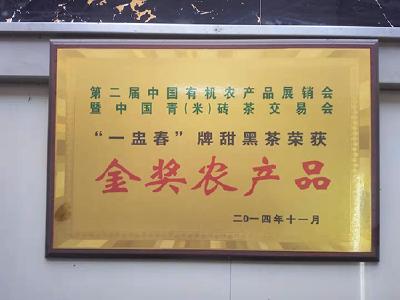 第二届中国有机农产品展销会
暨中国青(米)砖茶交易会
“一盅春”牌甜黑茶荣获
金奖农产品
二〇一四年十一月